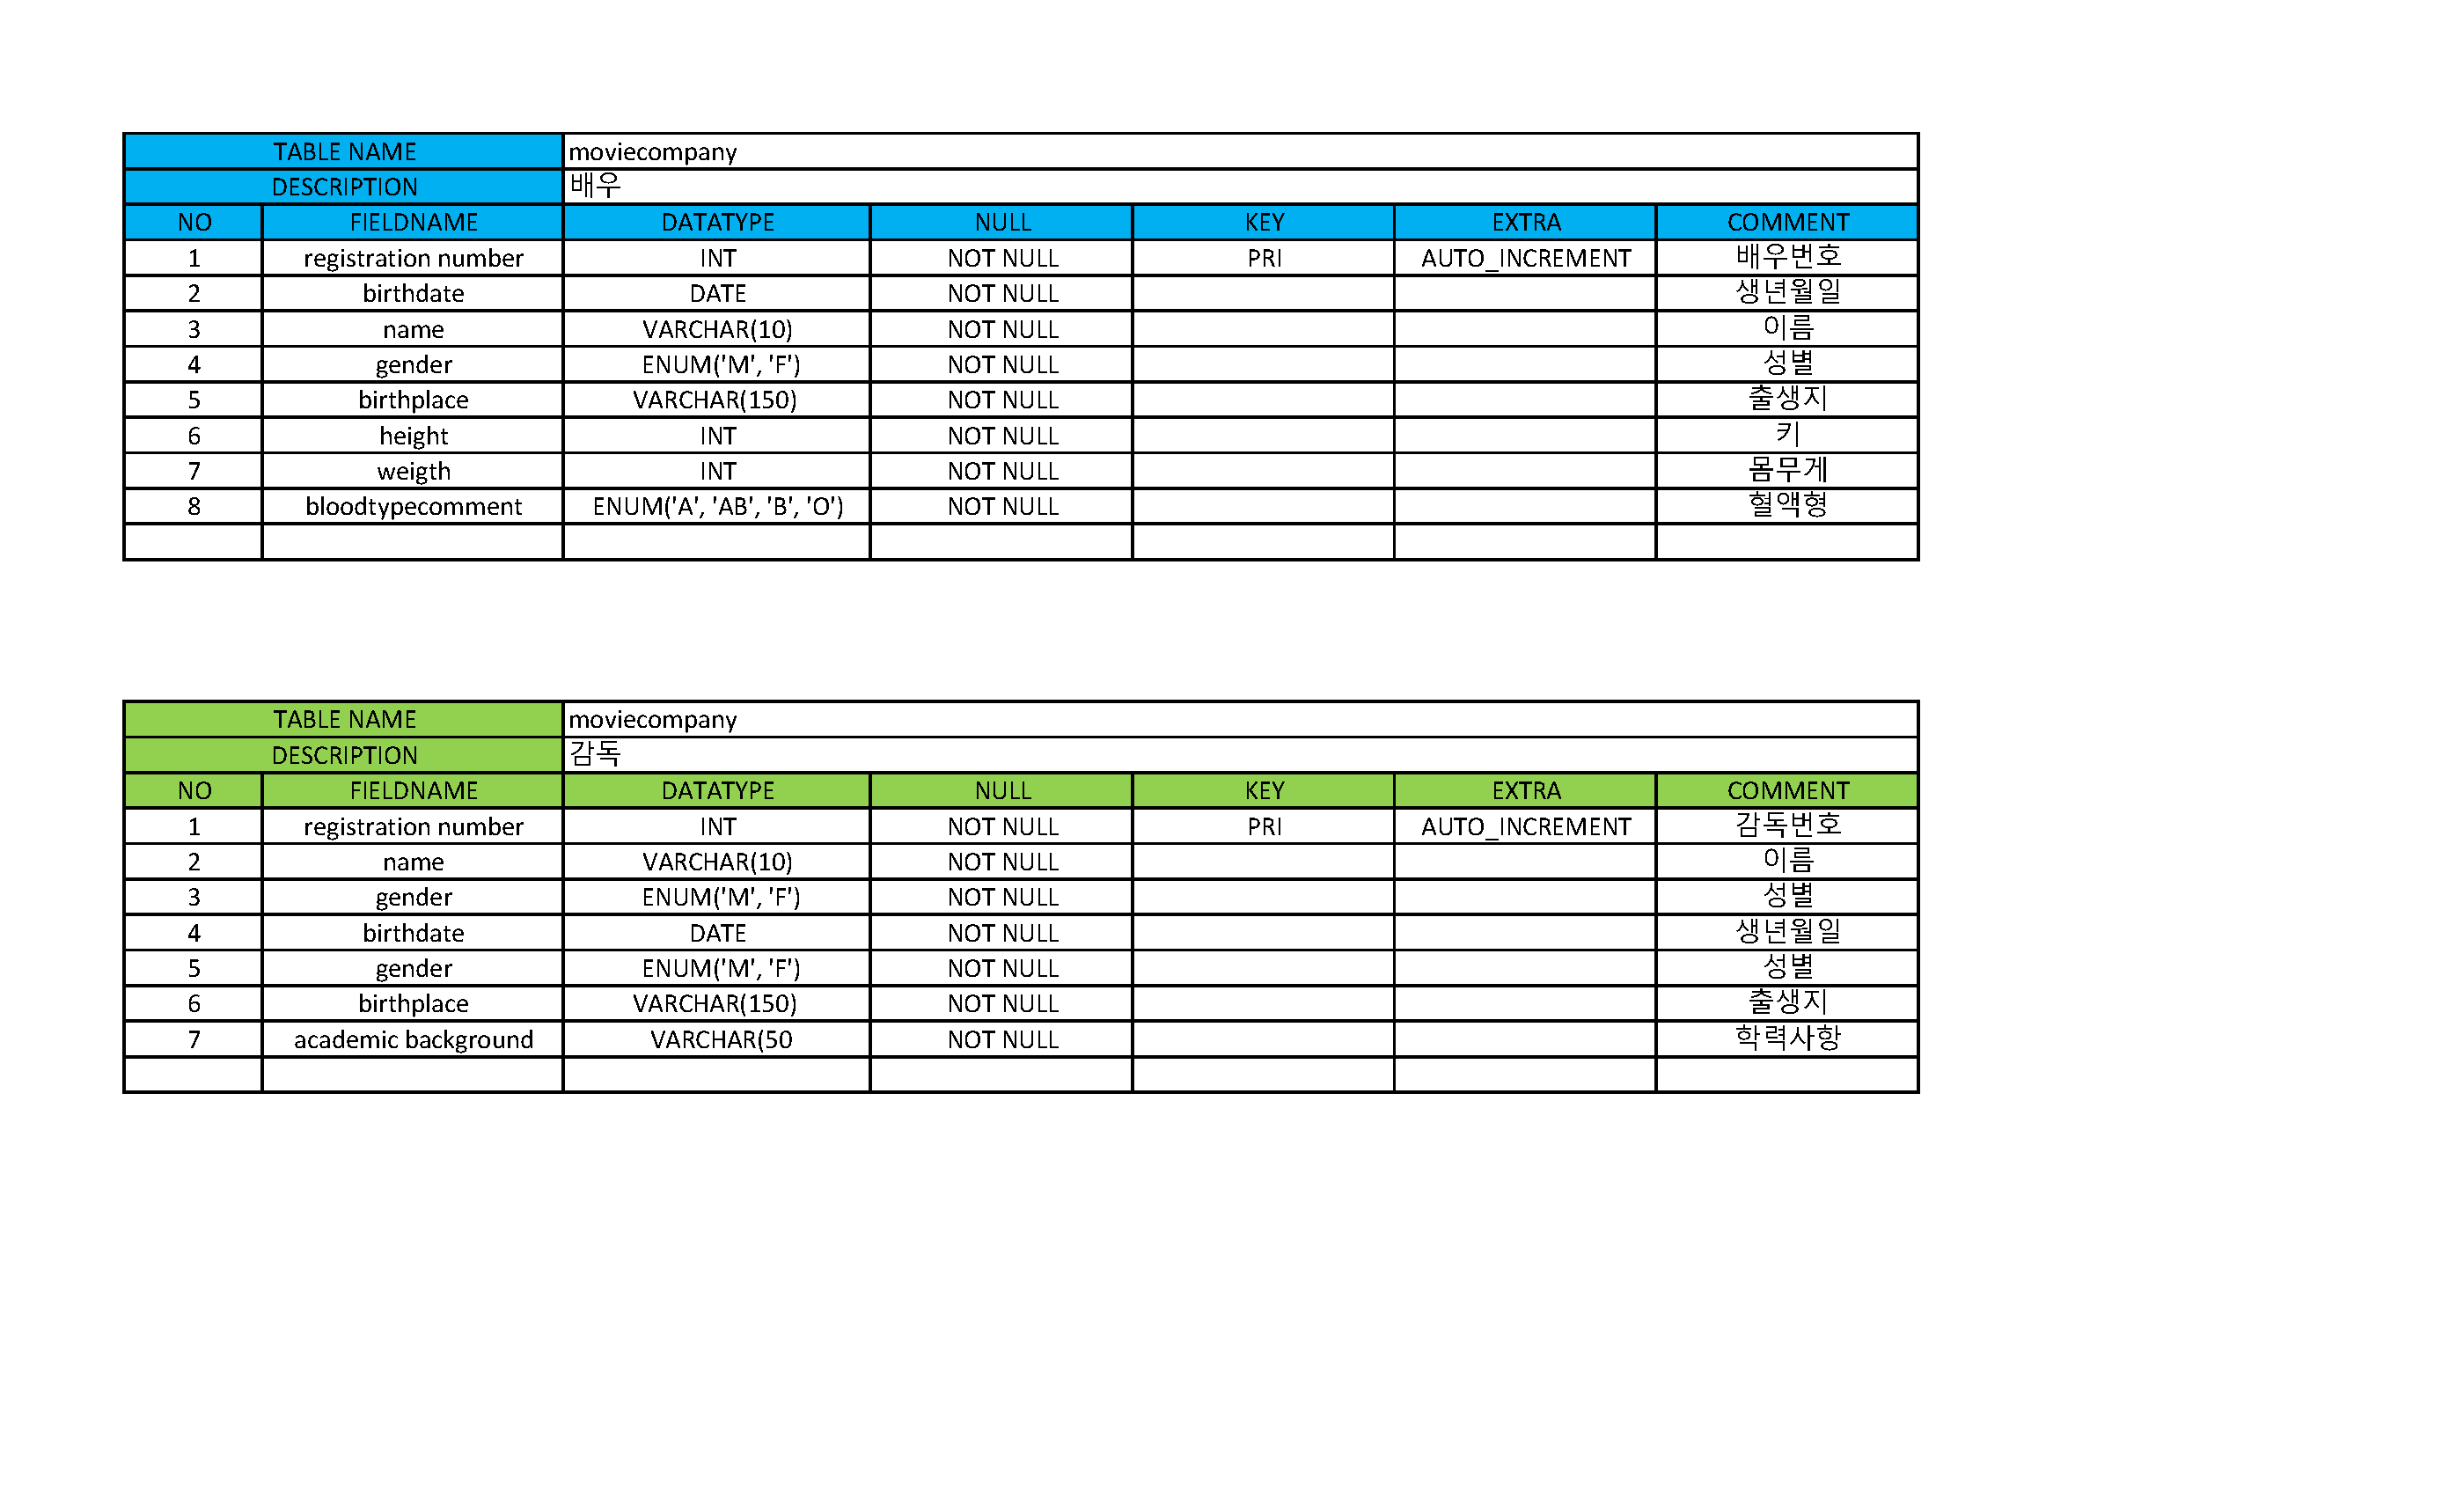 TABLE NAME moviecompany
DESCRIPTION 배우
NO FIELDNAME DATATYPE NULL KEY EXTRA COMMENT
1 registration number INT NOT NULL PRI AUTO_INCREMENT 배우번호
2 birthdate DATE NOT NULL 생년월일
3 name VARCHAR(10) NOT NULL 이름
4 gender ENUM('M', 'F') NOT NULL 성별
5 birthplace VARCHAR(150) NOT NULL 출생지
6 height INT NOT NULL 키
7 weigth INT NOT NULL 몸무게
8 bloodtypecomment ENUM('A', 'AB', 'B', 'O') NOT NULL 혈액형
TABLE NAME moviecompany
DESCRIPTION 감독
NO FIELDNAME DATATYPE NULL KEY EXTRA COMMENT
1 registration number INT NOT NULL PRI AUTO_INCREMENT 감독번호
2 name VARCHAR(10) NOT NULL 이름
3 gender ENUM('M', 'F') NOT NULL 성별
4 birthdate DATE NOT NULL 생년월일
5 gender ENUM('M', 'F') NOT NULL 성별
6 birthplace VARCHAR(150) NOT NULL 출생지
7 academic background VARCHAR(50 NOT NULL 학력사항